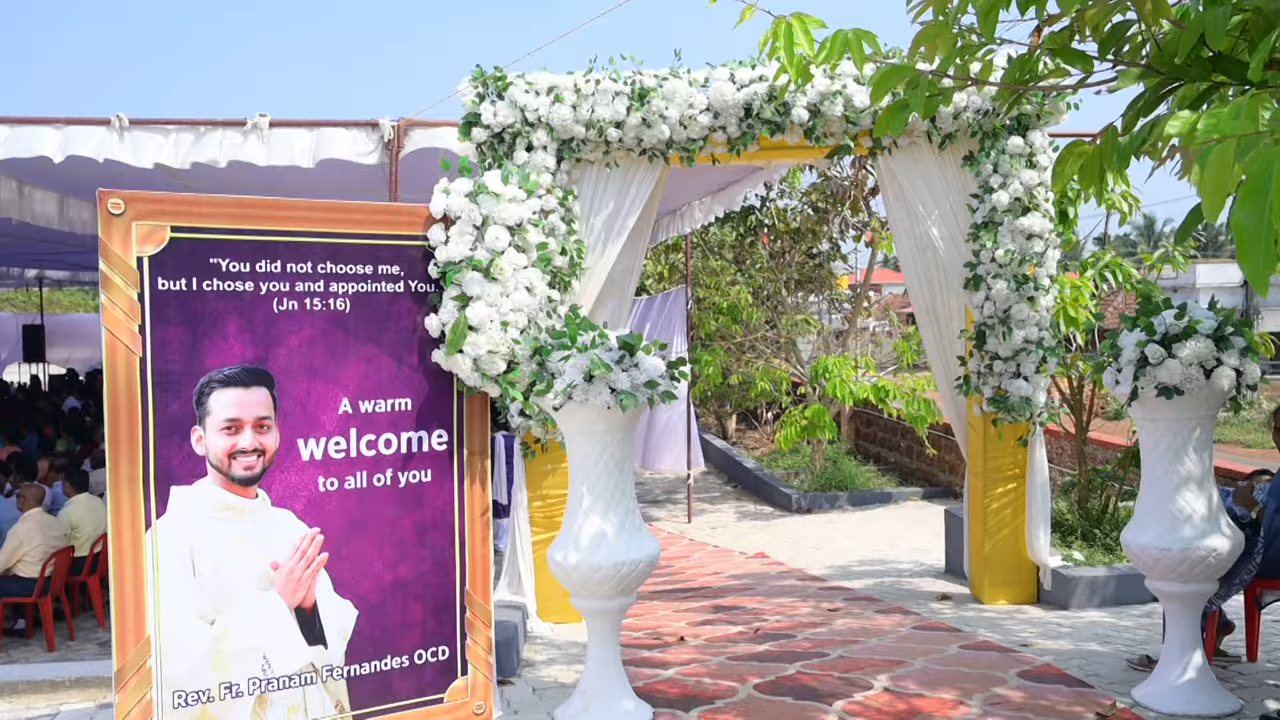 "You did not choose me,
but I chose you and appointed You.
(Jn 15:16)
A warm
welcome
to all of you
Rev. Fr. Pranam Fernandes OCD